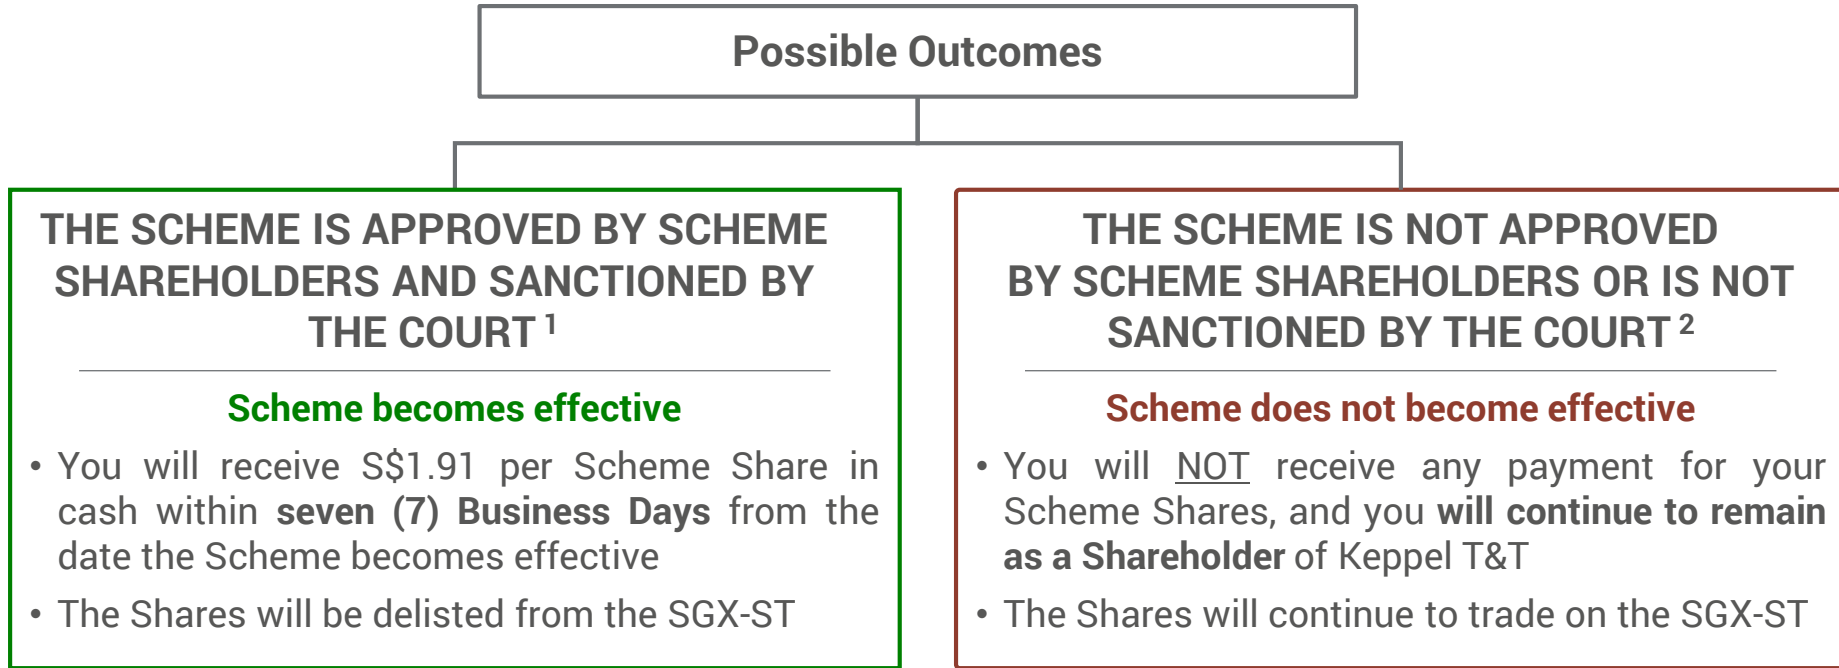 Possible Outcomes
THE SCHEME IS APPROVED BY SCHEME
SHAREHOLDERS AND SANCTIONED BY
THE COURT 1
Scheme becomes effective
• You will receive S$1.91 per Scheme Share in
cash within seven (7) Business Days from the
date the Scheme becomes effective
• The Shares will be delisted from the SGX-ST
THE SCHEME IS NOT APPROVED
BY SCHEME SHAREHOLDERS OR IS NOT
SANCTIONED BY THE COURT 2
Scheme does not become effective
• You will NOT receive any payment for your
Scheme Shares, and you will continue to remain
as a Shareholder of Keppel T&T
• The Shares will continue to trade on the SGX-ST